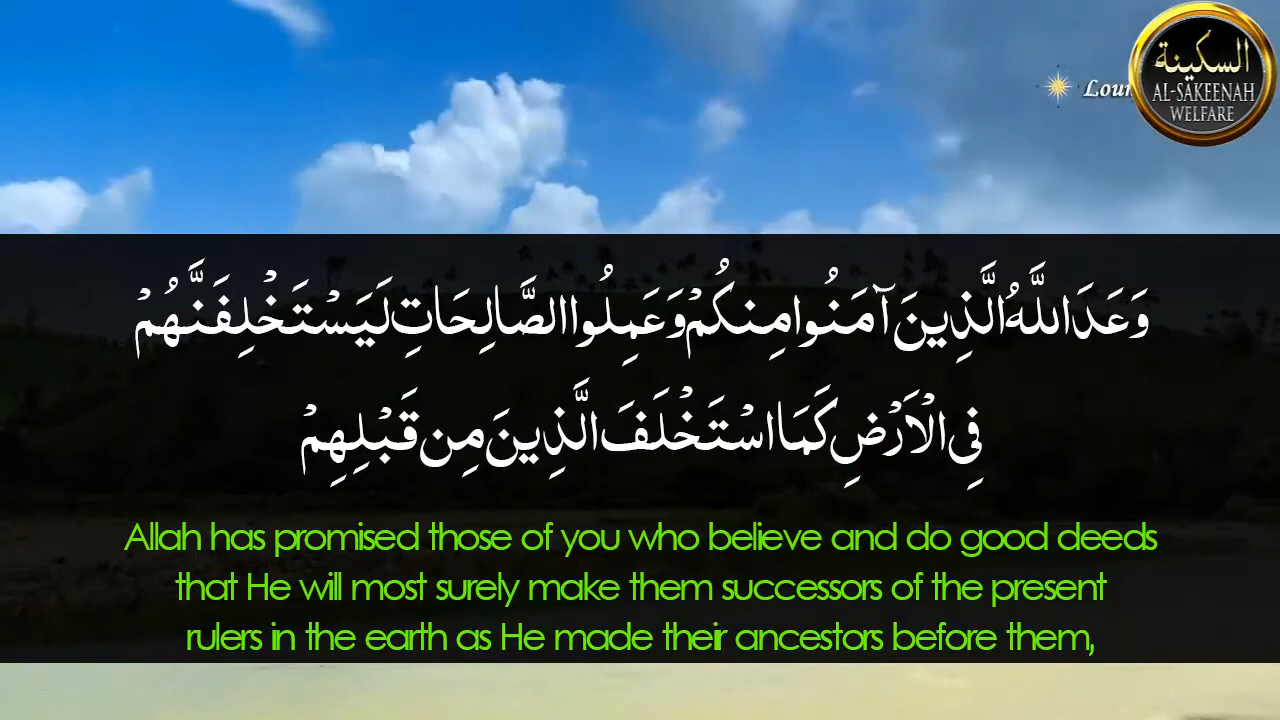 السكينة
AL-SAKEENAH
WELFARE
وَعَدَ اللَّهُ الَّذِينَ آمَنُوا مِنكُمْ وَعَمِلُوا الصَّالِحَاتِ لَيَسْتَخْلِفَنَّهُمْ
فِي الْأَرْضِ كَمَا اسْتَخْلَفَ الَّذِينَ مِن قَبْلِهِمْ
Allah has promised those of you who believe and do good deeds
that He will most surely make them successors of the present
rulers in the earth as He made their ancestors before them,